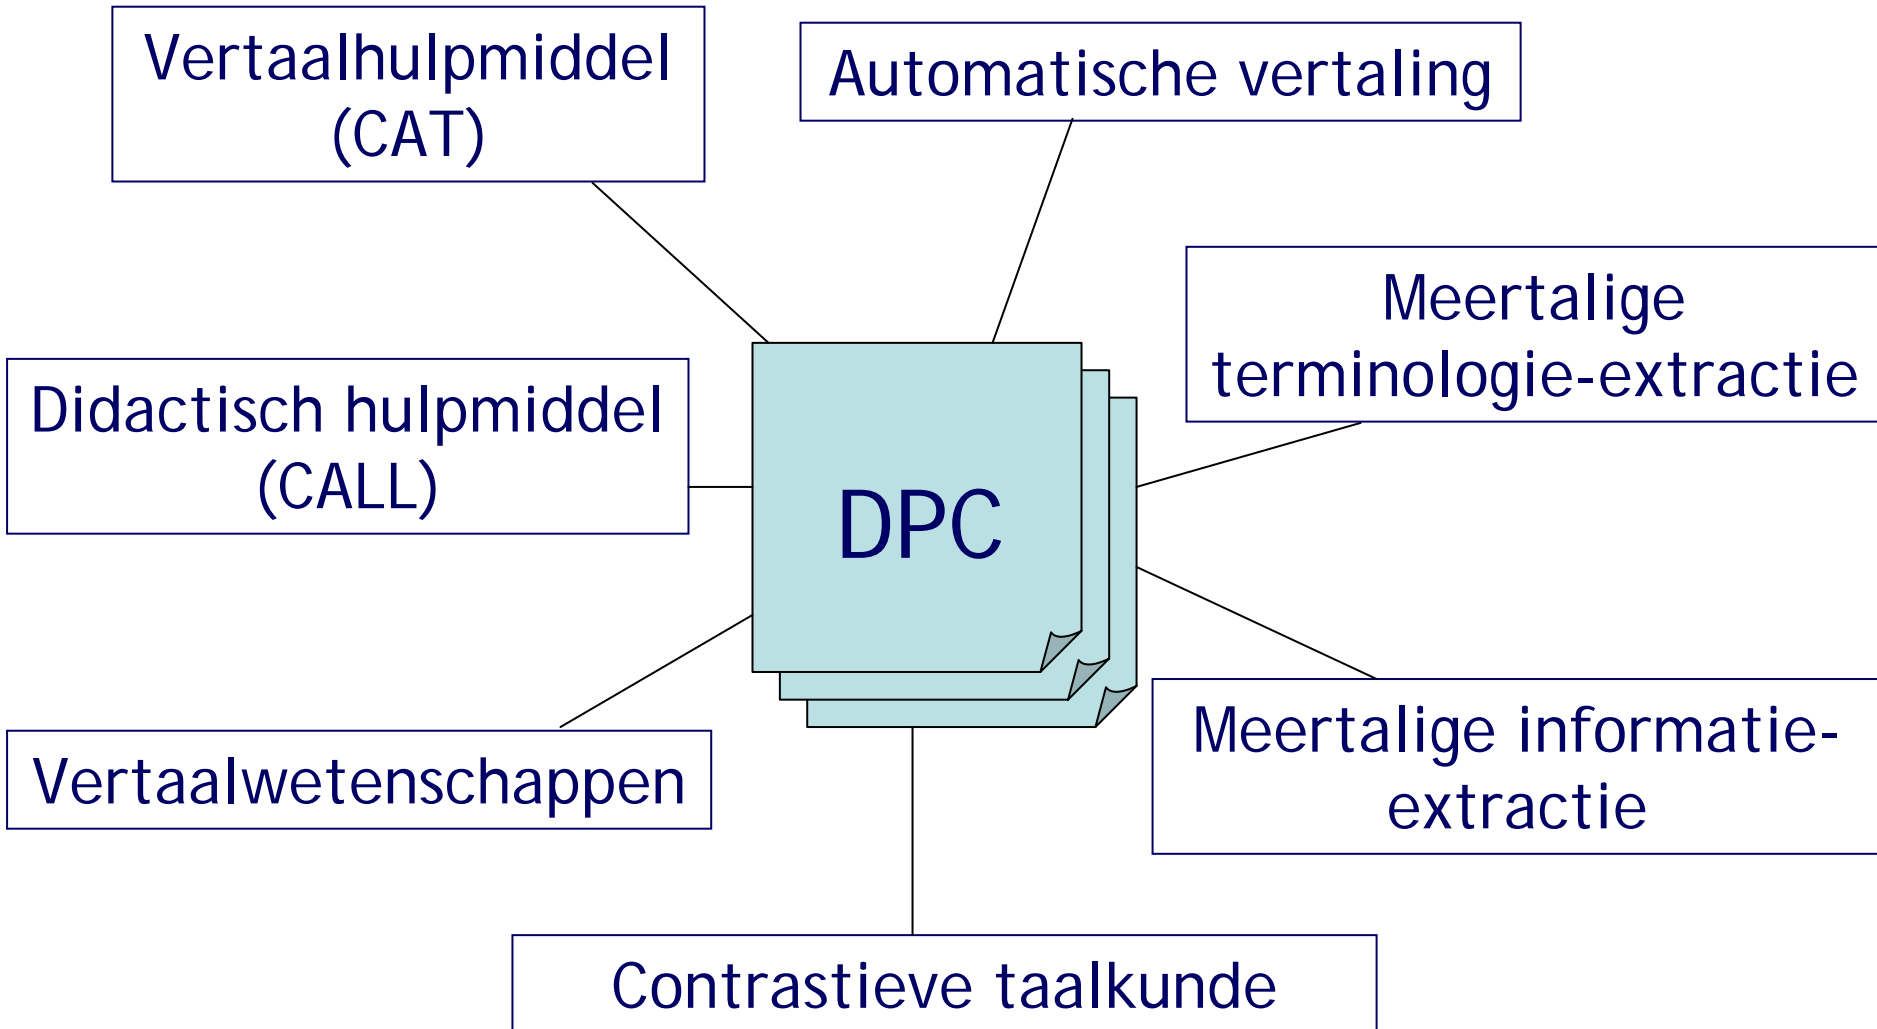 Vertaalhulpmiddel
(CAT)
Automatische vertaling
Meertalige
terminologie-extractie
Didactisch hulpmiddel
(CALL)
DPC
Meertalige informatie-
extractie
Vertaalwetenschappen
Contrastieve taalkunde